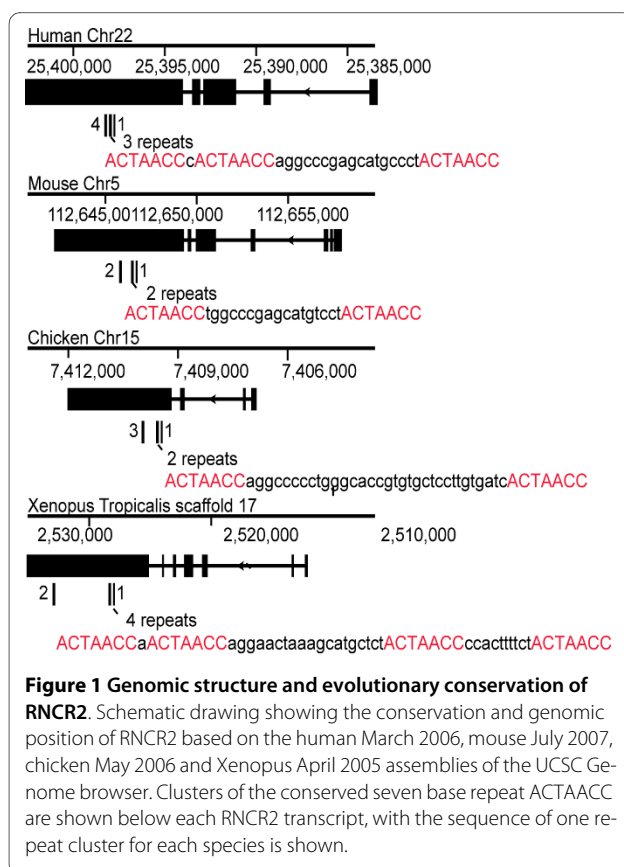 Human Chr22
25,400,000 25,395,000 25,390,000 25,385,000
4 1
3 repeats
ACTAACCcACTAACCaggcccgagcatgccctACTAACC
Mouse Chr5
112,645,00 112,650,000 112,655,000
2 1
2 repeats
ACTAACCtggcccgagcatgtcctACTAACC
Chicken Chr15
7,412,000 7,409,000 7,406,000
3 1
2 repeats
ACTAACCaggccccctgggcaccgtgtgctccttgtgatcACTAACC
Xenopus Tropicalis scaffold 17
2,530,000 2,520,000 2,510,000
2 1
4 repeats
ACTAACCaACTAACCaggaactaaagcatgctctACTAACCccactttttctACTAACC
Figure 1 Genomic structure and evolutionary conservation of
RNCR2. Schematic drawing showing the conservation and genomic
position of RNCR2 based on the human March 2006, mouse July 2007,
chicken May 2006 and Xenopus April 2005 assemblies of the UCSC Ge-
nome browser. Clusters of the conserved seven base repeat ACTAACC
are shown below each RNCR2 transcript, with the sequence of one re-
peat cluster for each species is shown.